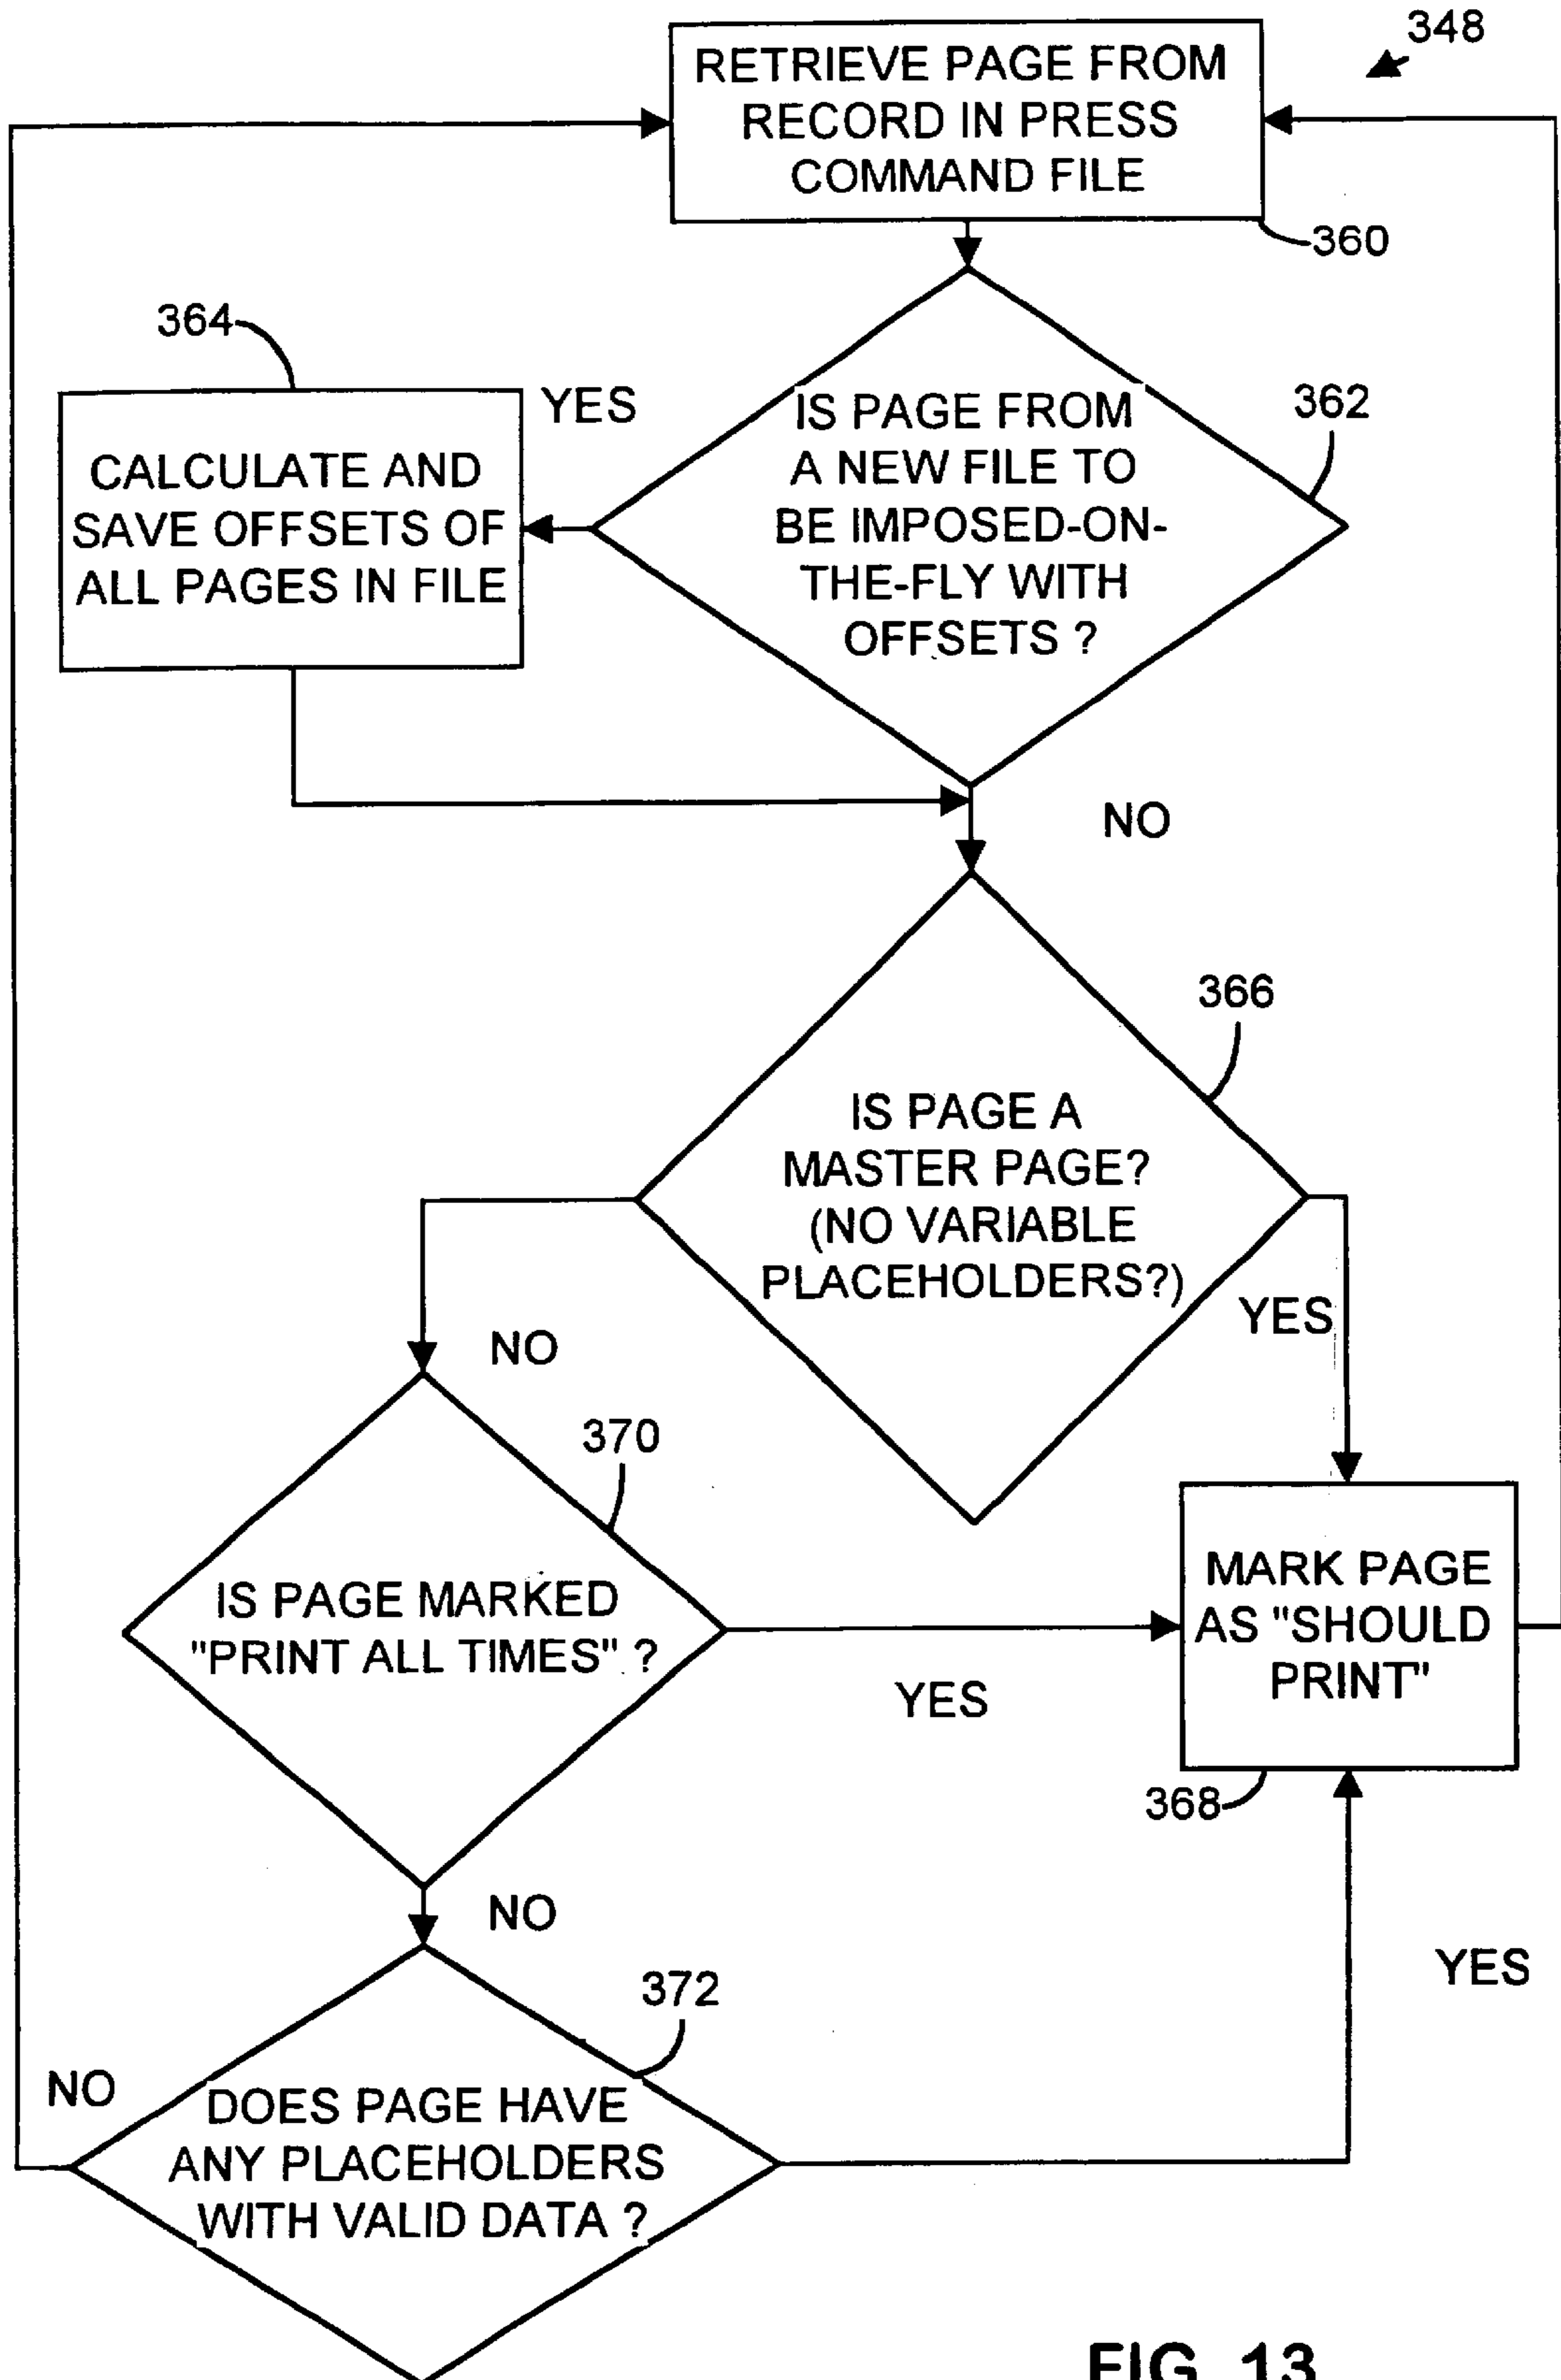 348
RETRIEVE PAGE FROM
RECORD IN PRESS
COMMAND FILE
360
364
YES
362
CALCULATE AND
SAVE OFFSETS OF
ALL PAGES IN FILE
IS PAGE FROM
A NEW FILE TO
BE IMPOSED-ON-
THE-FLY WITH
OFFSETS ?
NO
366
IS PAGE A
MASTER PAGE?
(NO VARIABLE
PLACEHOLDERS?)
YES
NO
370
IS PAGE MARKED
"PRINT ALL TIMES" ?
YES
MARK PAGE
AS "SHOULD
PRINT"
368
NO
372
YES
NO
DOES PAGE HAVE
ANY PLACEHOLDERS
WITH VALID DATA ?
FIG. 13